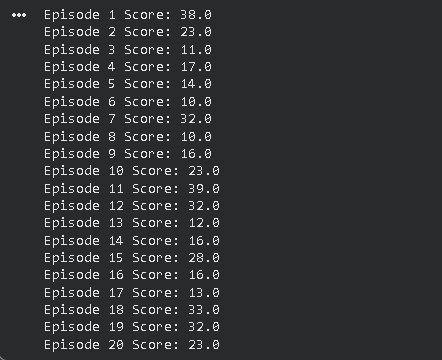 Episode 1 Score: 38.0
Episode 2 Score: 23.0
Episode 3 Score: 11.0
Episode 4 Score: 17.0
Episode 5 Score: 14.0
Episode 6 Score: 10.0
Episode 7 Score: 32.0
Episode 8 Score: 10.0
Episode 9 Score: 16.0
Episode 10 Score: 23.0
Episode 11 Score: 39.0
Episode 12 Score: 32.0
Episode 13 Score: 12.0
Episode 14 Score: 16.0
Episode 15 Score: 28.0
Episode 16 Score: 16.0
Episode 17 Score: 13.0
Episode 18 Score: 33.0
Episode 19 Score: 32.0
Episode 20 Score: 23.0